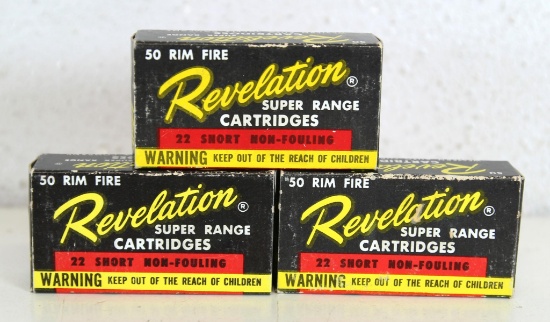 50 RIM FIRE
Revelation ®
SUPER RANGE
CARTRIDGES
22 SHORT NON-FOULING
WARNING KEEP OUT OF THE REACH OF CHILDREN
50 RIM FIRE
Revelation ®
SUPER RANGE
CARTRIDGES
22 SHORT NON-FOULING
WARNING KEEP OUT OF THE REACH OF CHILDREN
50 RIM FIRE
Revelation ®
SUPER RANGE
CARTRIDGES
22 SHORT NON-FOULING
WARNING KEEP OUT OF THE REACH OF CHILDREN